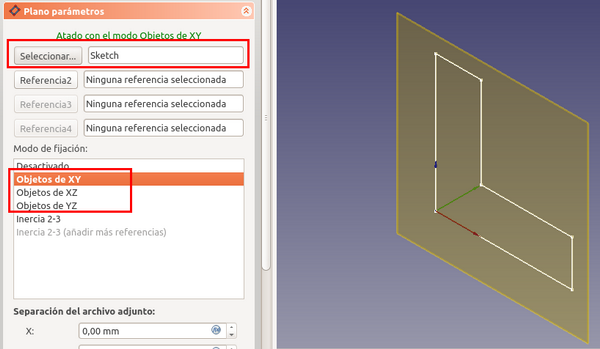 Plano parámetros
Atado con el modo Objetos de XY
Seleccionar... Sketch
Referencia2 Ninguna referencia seleccionada
Referencia3 Ninguna referencia seleccionada
Referencia4 Ninguna referencia seleccionada
Modo de fijación:
Desactivado
Objetos de XY
Objetos de XZ
Objetos de YZ
Inercia 2-3
Inercia 2-3 (añadir más referencias)
Separación del archivo adjunto:
X: 0,00 mm